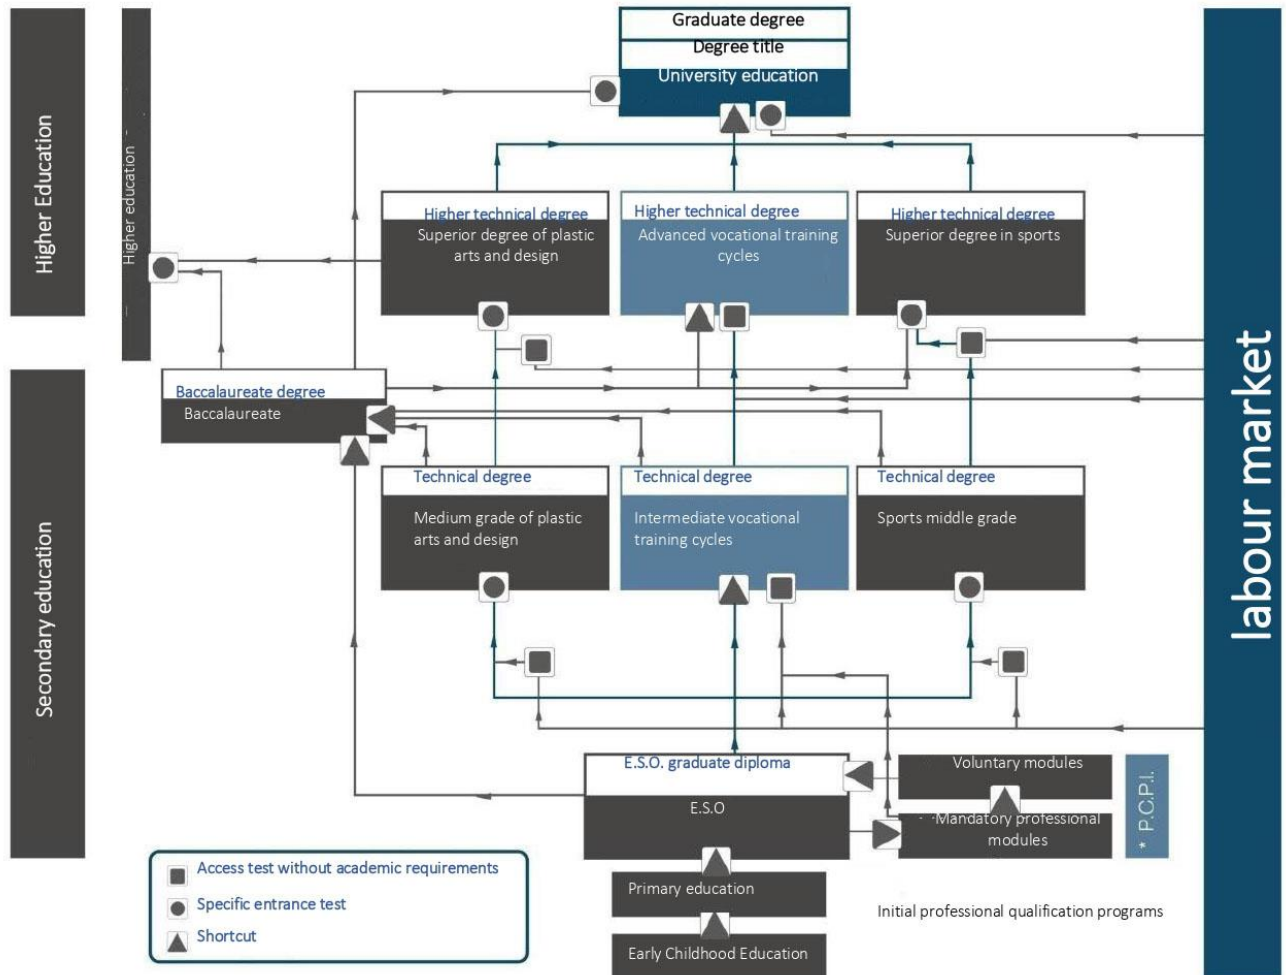 Graduate degree
Degree title
University education
Higher Education
Higher education
Higher technical degree
Superior degree of plastic
arts and design
Higher technical degree
Advanced vocational training
cycles
Higher technical degree
Superior degree in sports
labour market
Baccalaureate degree
Baccalaureate
Secondary education
Technical degree
Medium grade of plastic
arts and design
Technical degree
Intermediate vocational
training cycles
Technical degree
Sports middle grade
E.S.O. graduate diploma
E.S.O
Voluntary modules
Mandatory professional
modules
* P.C.P.I.
Access test without academic requirements
Specific entrance test
Shortcut
Primary education
Early Childhood Education
Initial professional qualification programs